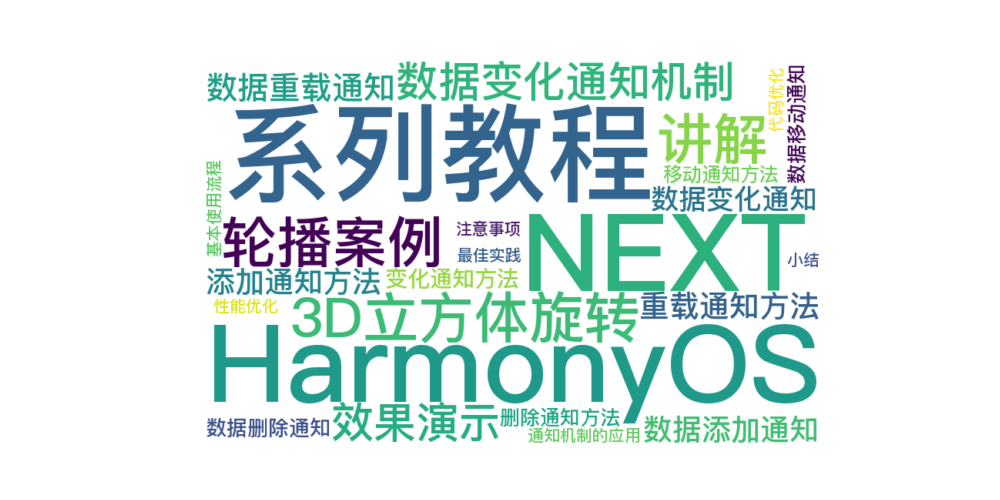 数据重载通知
数据变化通知机制
代码优化
数据移动通知
系列教程
讲解
移动通知方法
基本使用流程
数据变化通知
轮播案例
注意事项
NEXT
最佳实践
小结
添加通知方法
变化通知方法
性能优化
3D立方体旋转
重载通知方法
HarmonyOS
数据删除通知
效果演示
删除通知方法
通知机制的应用
数据添加通知